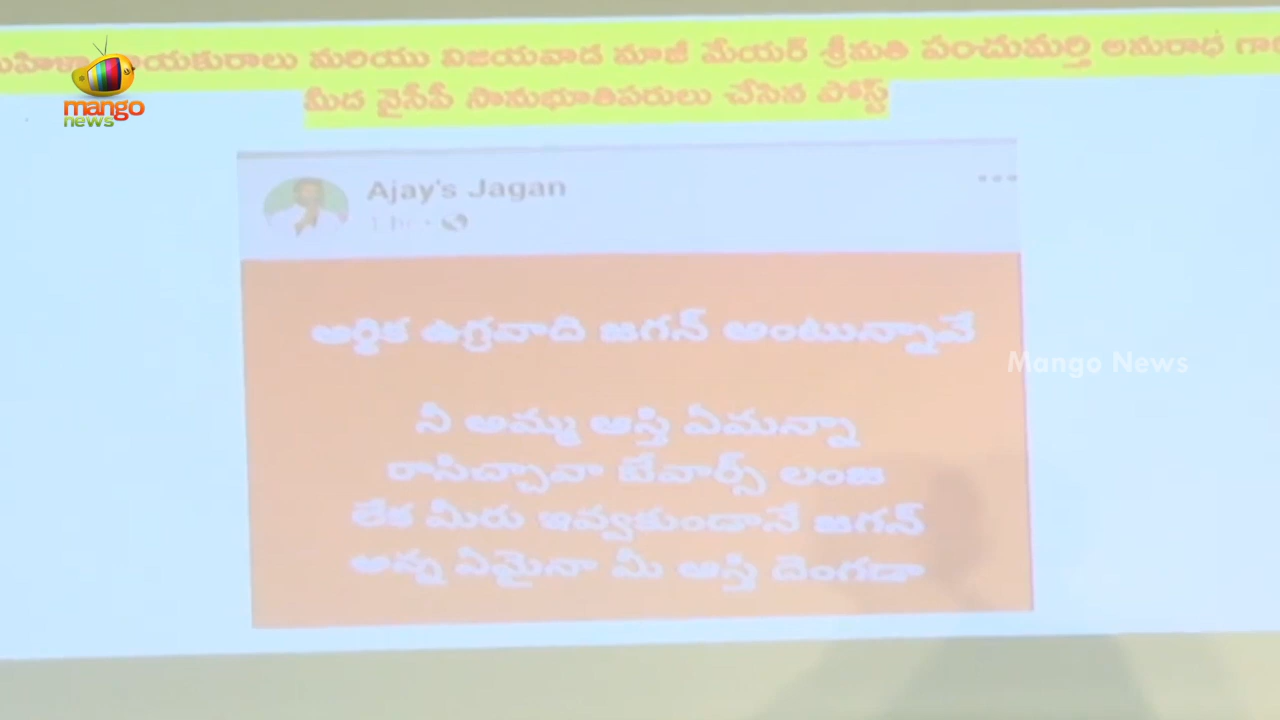 మహిళా నాయకురాలు మరియు విజయవాడ మాజీ మేయర్ శ్రీమతి పంచుమర్తి అనురాధ
మీద వైసీపీ సానుభూతిపరులు చేసిన పోస్ట్
mango
news
Ajay's Jagan
ఆర్థిక ఉగ్రవాది జగన్ అంటున్నావే
Mango News
నీ అమ్మ ఆస్తి ఏమన్నా
రాసిచ్చావా బేవార్స్ లంజ
లేక మీరు ఇవ్వకుండానే జగన్
అన్న ఏమైనా మీ ఆస్తి దెంగడా